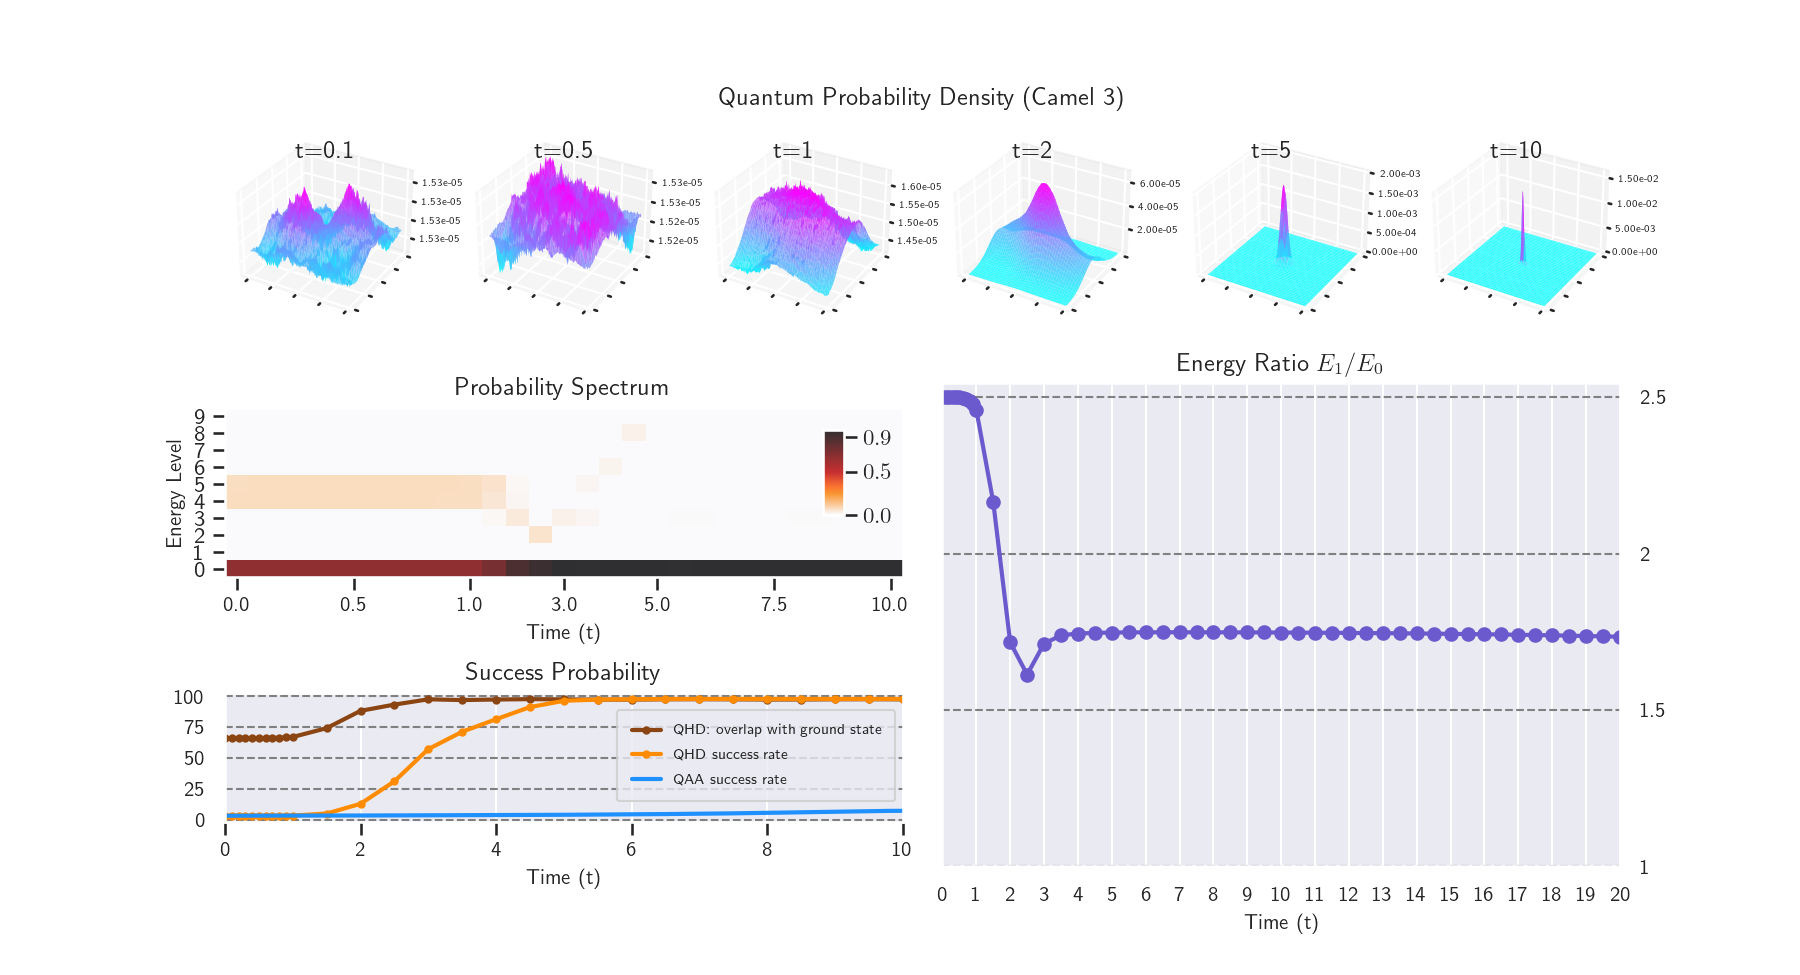 Quantum Probability Density (Camel 3)
t=0.1
t=0.5
t=1
t=2
t=5
t=10
1.53e-05
1.53e-05
1.53e-05
1.53e-05
1.53e-05
1.53e-05
1.52e-05
1.52e-05
1.60e-05
1.55e-05
1.50e-05
1.45e-05
6.00e-05
4.00e-05
2.00e-05
2.00e-03
1.50e-03
1.00e-03
5.00e-04
0.00e+00
1.50e-02
1.00e-02
5.00e-03
0.00e+00
Probability Spectrum
Energy Level
9
8
7
6
5
4
3
2
1
0
0.9
0.5
0.0
0.0 0.5 1.0 3.0 5.0 7.5 10.0
Time (t)
Success Probability
100
75
50
25
0
QHD: overlap with ground state
QHD success rate
QAA success rate
0 2 4 6 8 10
Time (t)
Energy Ratio E₁/E₀
2.5
2
1.5
1
0 1 2 3 4 5 6 7 8 9 10 11 12 13 14 15 16 17 18 19 20
Time (t)